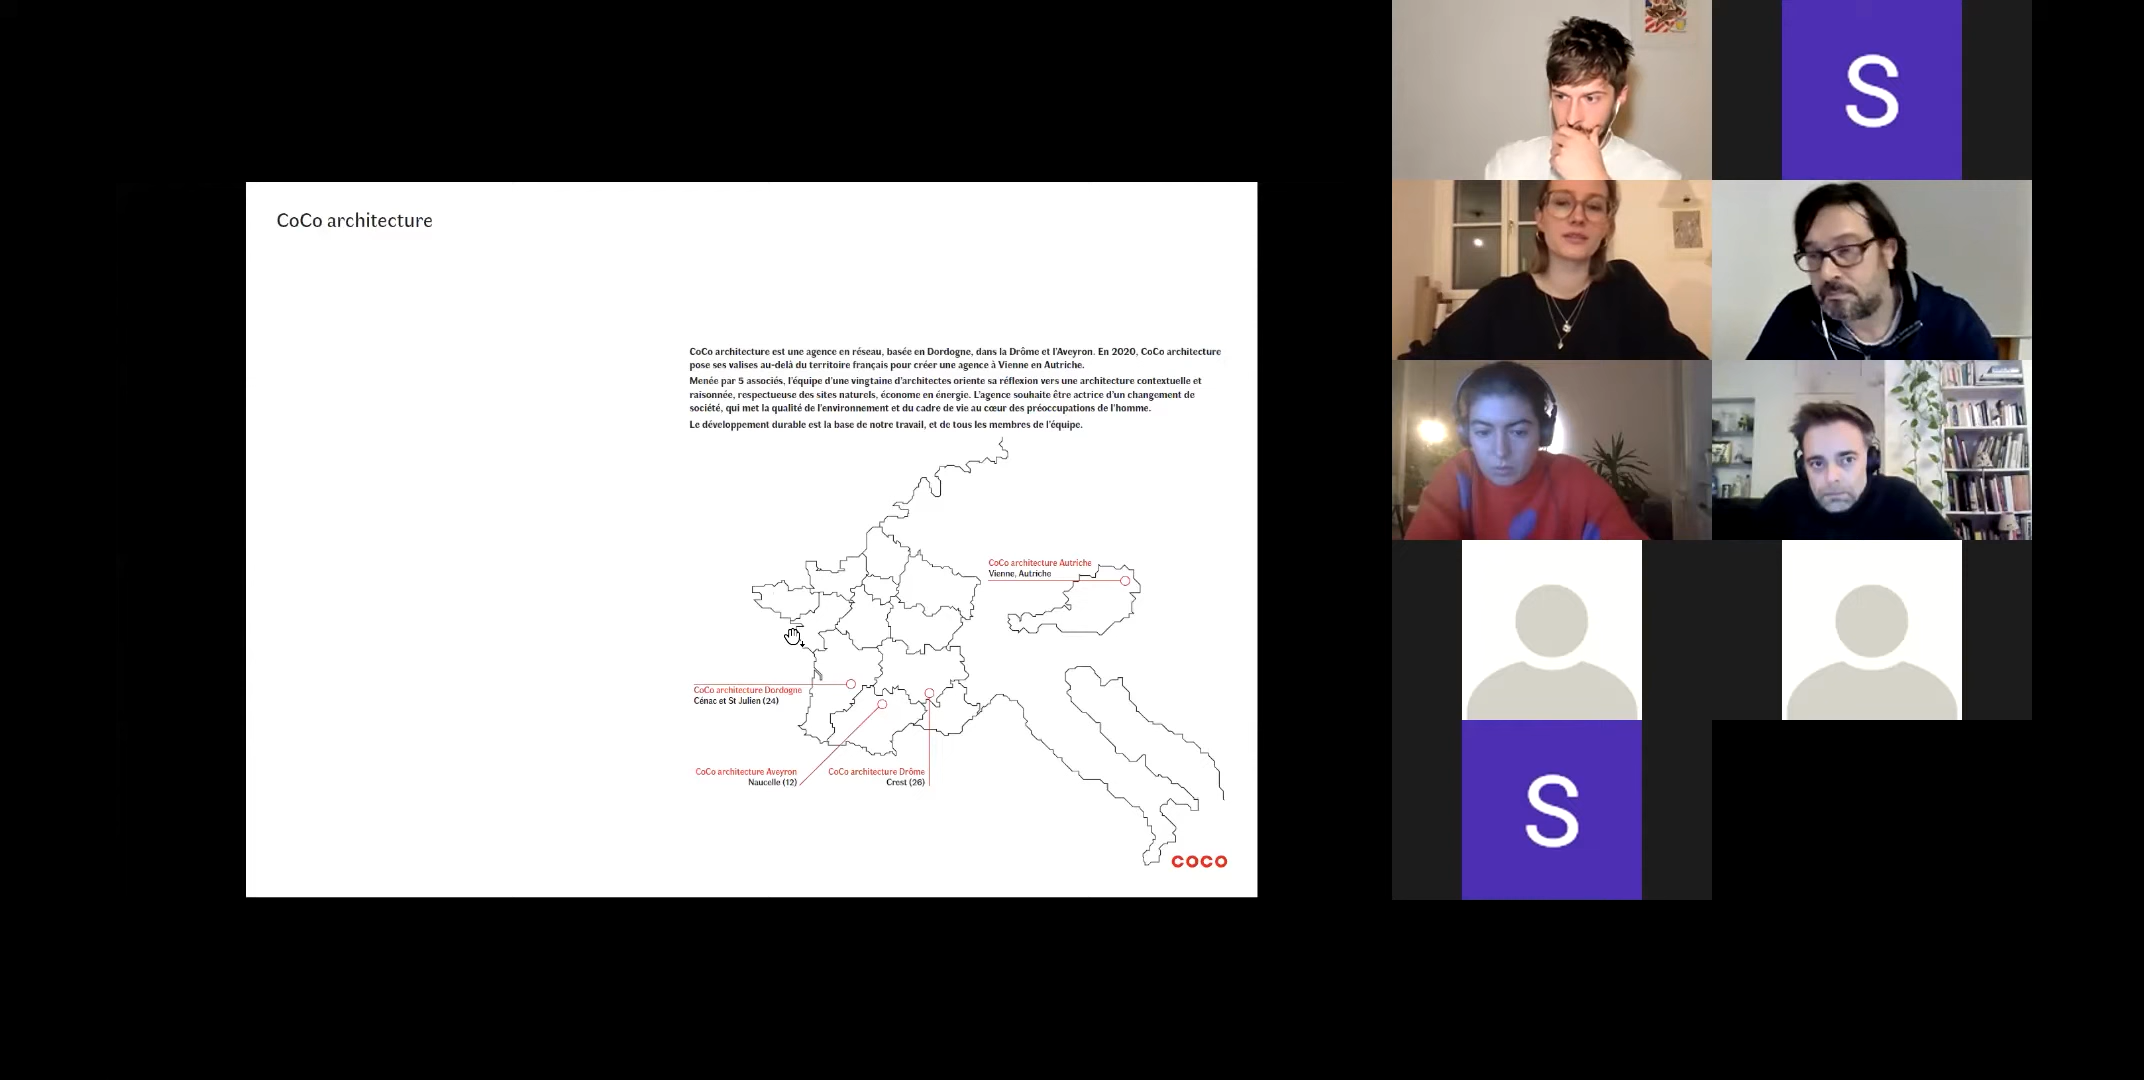 CoCo architecture
CoCo architecture est une agence en réseau, basée en Dordogne, dans la Drôme et l'Aveyron. En 2020, CoCo architecture
pose ses valises au-delà du territoire français pour créer une agence à Vienne en Autriche.
Menée par 5 associés, l'équipe d'une vingtaine d'architectes oriente sa réflexion vers une architecture contextuelle et
raisonnée, respectueuse des sites naturels, économe en énergie. L'agence souhaite être actrice d'un changement de
société, qui met la qualité de l'environnement et du cadre de vie au cœur des préoccupations de l'homme.
Le développement durable est la base de notre travail, et de tous les membres de l'équipe.
CoCo architecture Autriche
Vienne, Autriche
CoCo architecture Dordogne
Cénac et St Julien (24)
CoCo architecture Aveyron
Naucelle (12)
CoCo architecture Drôme
Crest (26)
COCO
S
S